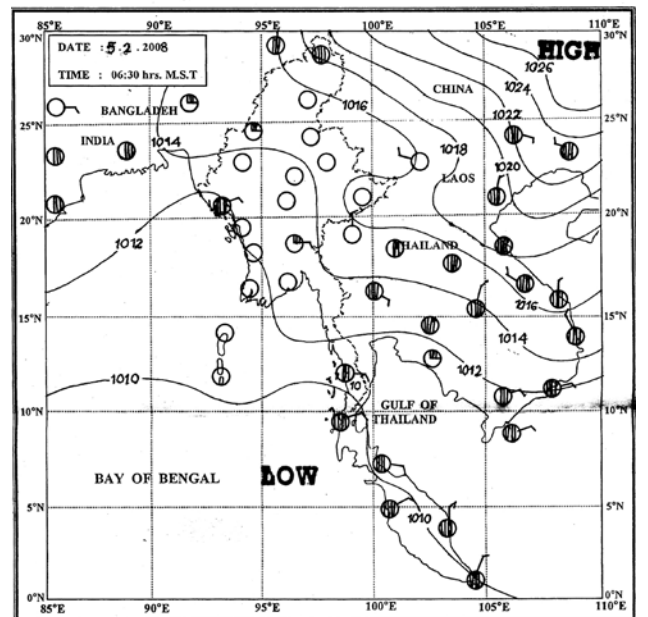 30°N 85°E 90°E 95°E 100°E 105°E 110°E 30°N
DATE : 5.2.2008
TIME : 06:30 hrs. M.S.T
HIGH
1026
CHINA
1024
1016
1022
BANGLADEH
25°N 25°N
INDIA
1014
1018
1020
LAOS
20°N 20°N
1012
THAILAND
1016
15°N 15°N
1014
1012
1010
10
10°N 10°N
GULF OF
THAILAND
BAY OF BENGAL
LOW
5°N 5°N
1010
0°N 0°N
85°E 90°E 95°E 100°E 105°E 110°E